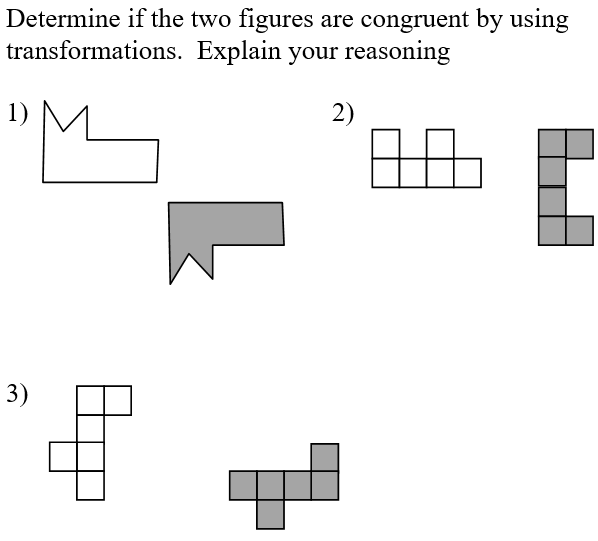 Determine if the two figures are congruent by using
transformations.  Explain your reasoning
1)
2)
3)